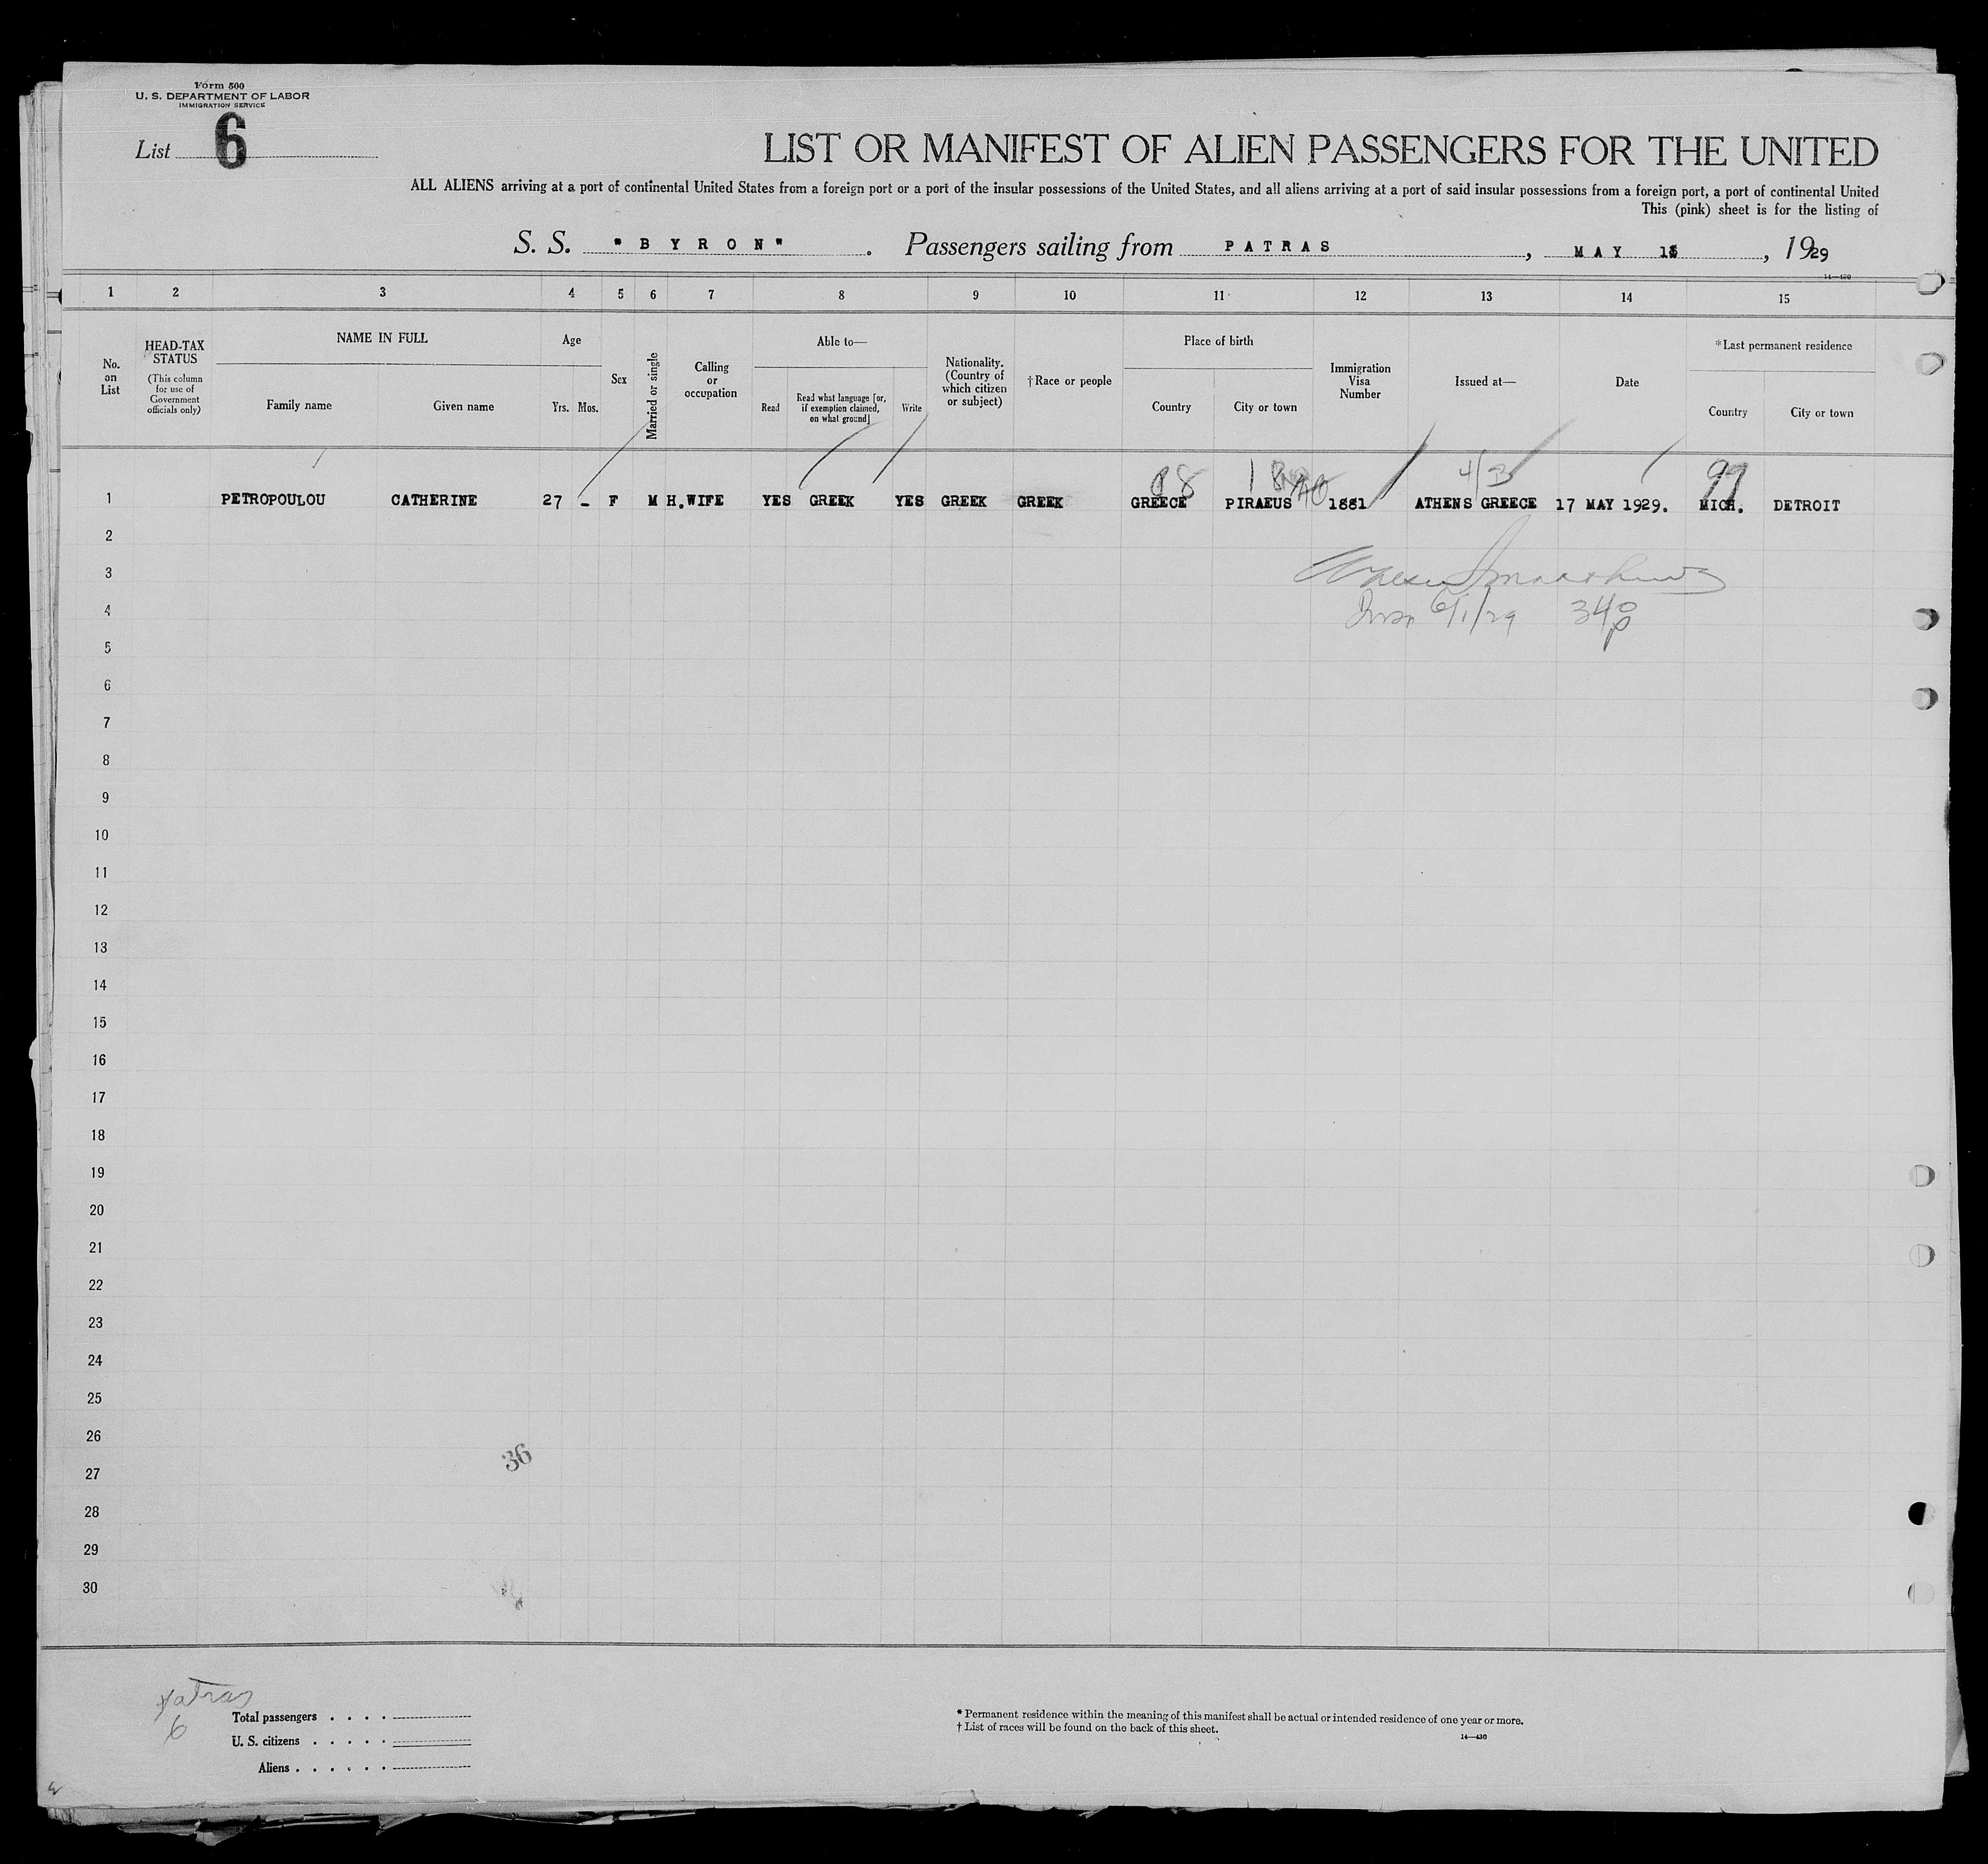 Form 500
U. S. DEPARTMENT OF LABOR
IMMIGRATION SERVICE
List 6
LIST OR MANIFEST OF ALIEN PASSENGERS FOR THE UNITED
ALL ALIENS arriving at a port of continental United States from a foreign port or a port of the insular possessions of the United States, and all aliens arriving at a port of said insular possessions from a foreign port, a port of continental United
This (pink) sheet is for the listing of
S. S. "BYRON". Passengers sailing from PATRAS, MAY, 1929
14—430
1 2 3 4 5 6 7 8 9 10 11 12 13 14 15
No. on List
HEAD-TAX STATUS
(This column for use of Government officials only)
NAME IN FULL
Family name Given name
Age
Yrs. Mos.
Sex
Married or single
Calling or occupation
Able to—
Read
Read what language [or, if exemption claimed, on what ground]
Write
Nationality. (Country of which citizen or subject)
†Race or people
Place of birth
Country City or town
Immigration Visa Number
Issued at—
Date
*Last permanent residence
Country City or town
4/3 99
1 PETROPOULOU CATHERINE 27 - F M H.WIFE YES GREEK YES GREEK GREEK GREECE PIRAEUS 1881 ATHENS GREECE 17 MAY 1929. MICH. DETROIT
2
3
4
6/1/29
5
6
7
8
9
10
11
12
13
14
15
16
17
18
19
20
21
22
23
24
25
26
36
27
28
29
30
Patras
6
Total passengers
U. S. citizens
Aliens
* Permanent residence within the meaning of this manifest shall be actual or intended residence of one year or more.
† List of races will be found on the back of this sheet.
14—430